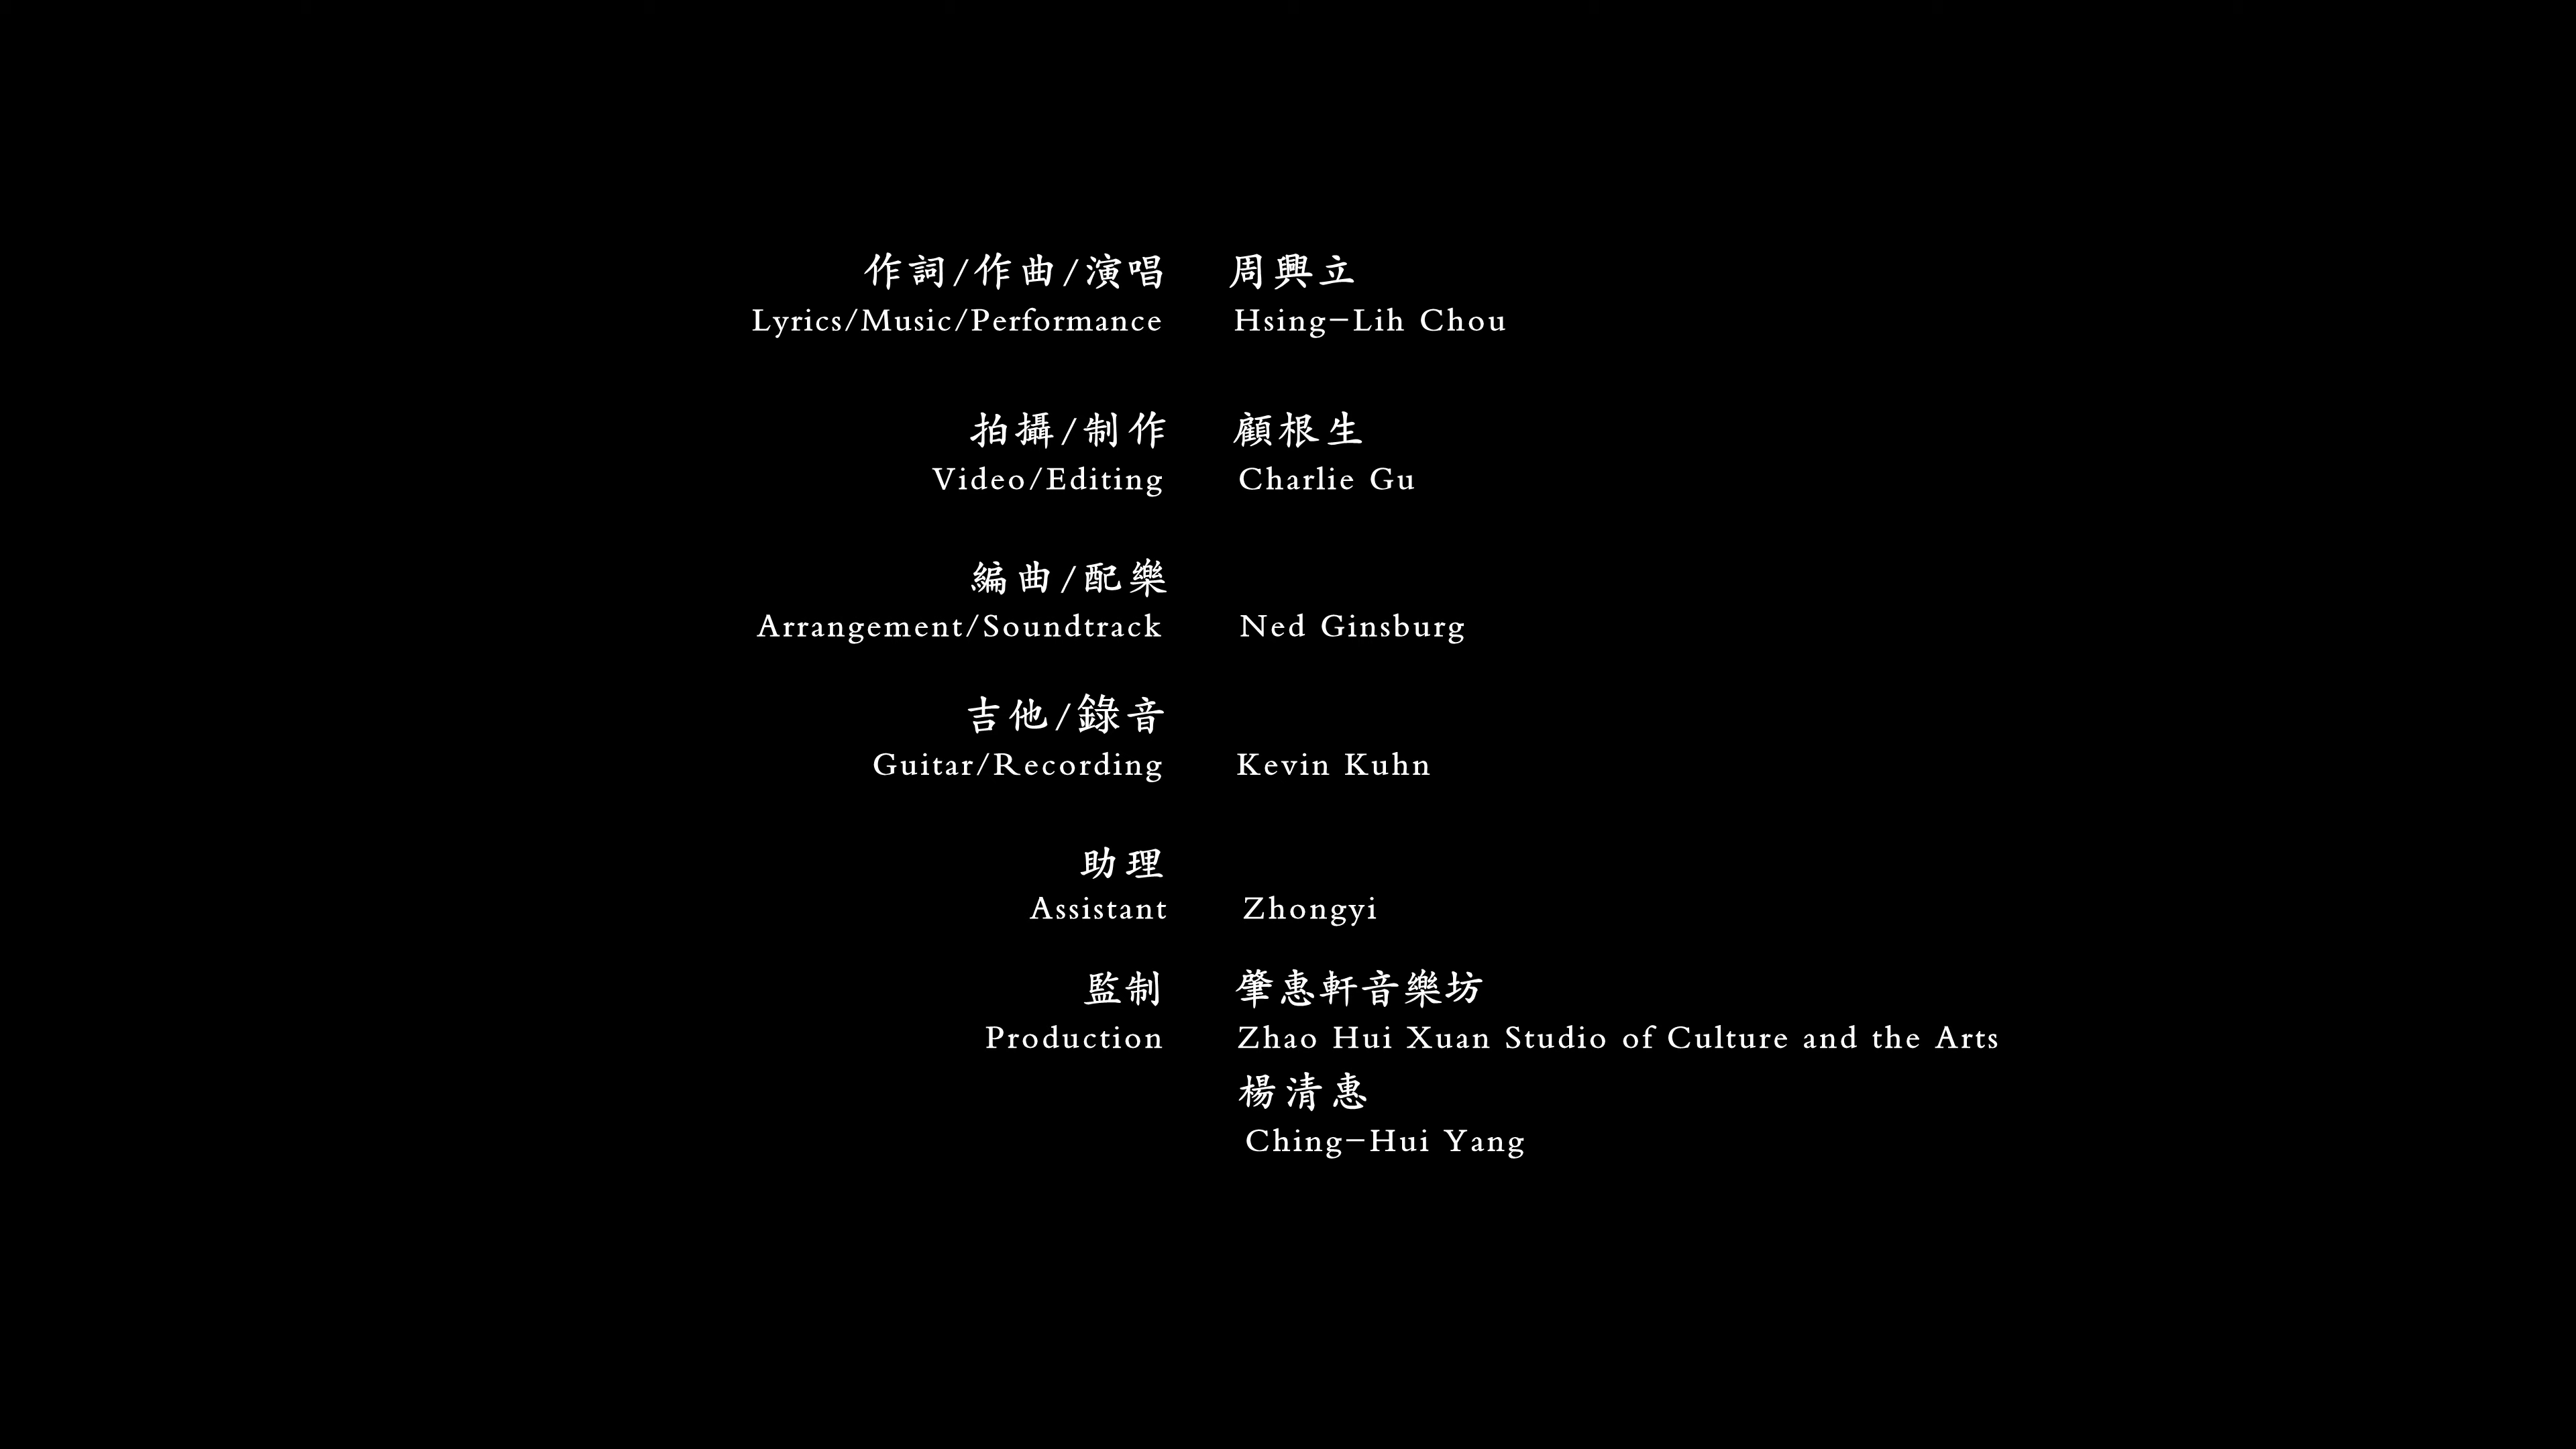 作詞/作曲/演唱 周興立
Lyrics/Music/Performance Hsing-Lih Chou
拍攝/制作 顧根生
Video/Editing Charlie Gu
編曲/配樂
Arrangement/Soundtrack Ned Ginsburg
吉他/錄音
Guitar/Recording Kevin Kuhn
助理
Assistant Zhongyi
監制 肇惠軒音樂坊
Production Zhao Hui Xuan Studio of Culture and the Arts
楊清惠
Ching-Hui Yang